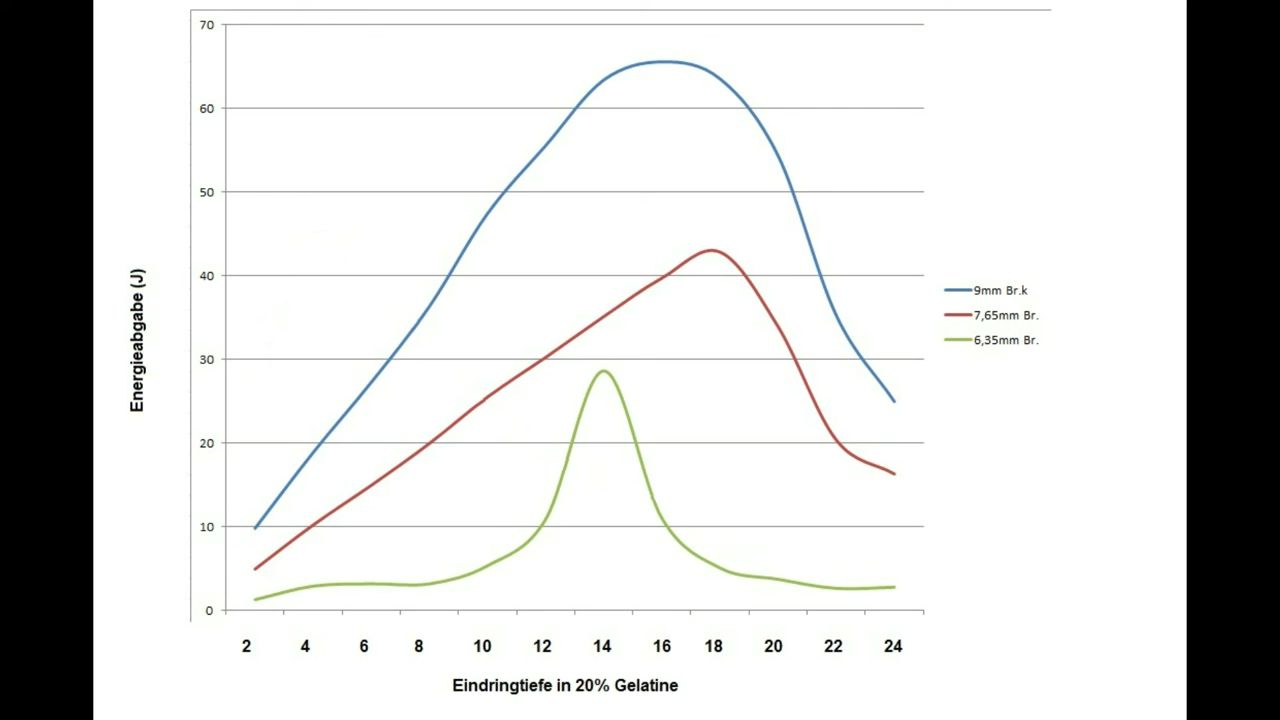 70
60
50
40
30
20
10
0
Energieabgabe (J)
9mm Br.k
7,65mm Br.
6,35mm Br.
2 4 6 8 10 12 14 16 18 20 22 24
Eindringtiefe in 20% Gelatine